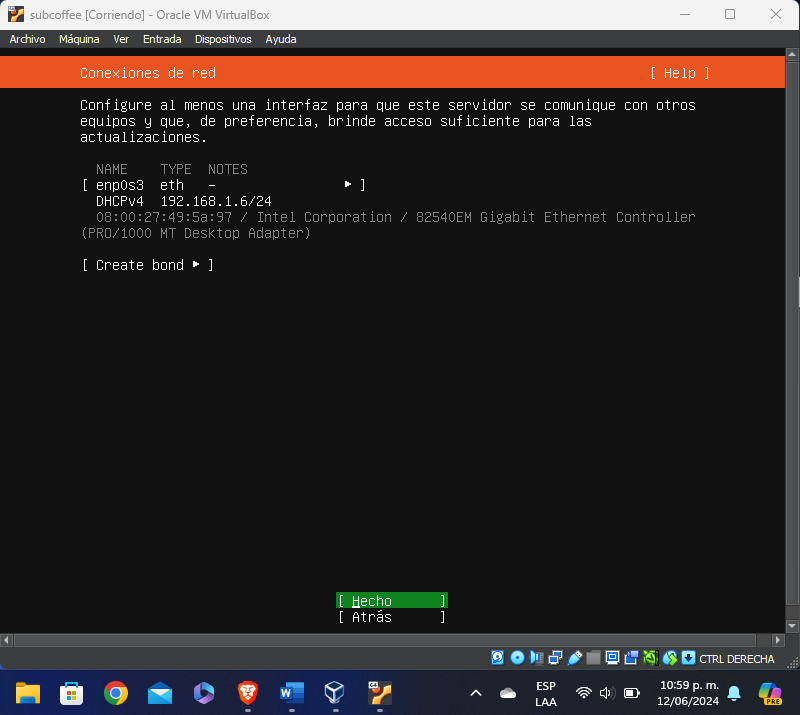 subcoffee [Corriendo] - Oracle VM VirtualBox
Archivo Máquina Ver Entrada Dispositivos Ayuda
Conexiones de red [ Help ]
Configure al menos una interfaz para que este servidor se comunique con otros
equipos y que, de preferencia, brinde acceso suficiente para las
actualizaciones.
NAME TYPE NOTES
[ enp0s3 eth - ▸ ]
DHCPv4 192.168.1.6/24
08:00:27:49:5a:97 / Intel Corporation / 82540EM Gigabit Ethernet Controller
(PRO/1000 MT Desktop Adapter)
[ Create bond ▸ ]
[ Hecho ]
[ Atrás ]
CTRL DERECHA
ESP 10:59 p. m.
LAA 12/06/2024
PRE